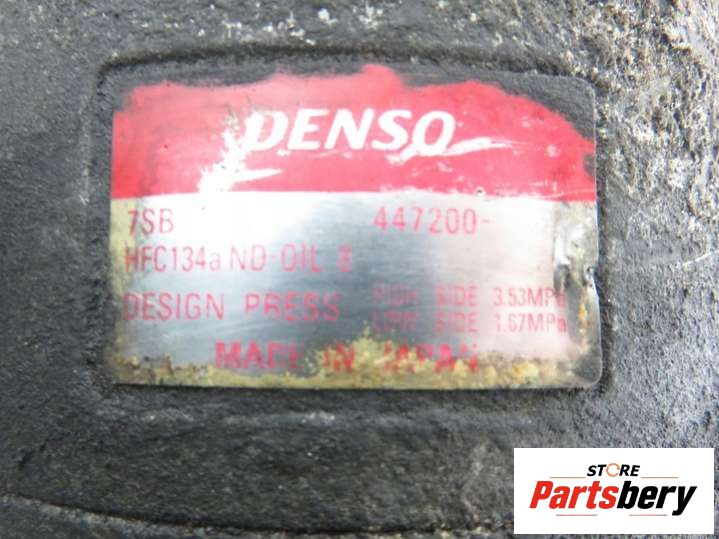 DENSO
7SB 447200-
HFC134a ND-OIL 8
DESIGN PRESS HIGH SIDE 3.53MPa
LOW SIDE 1.67MPa
MADE IN JAPAN
STORE
Partsbery